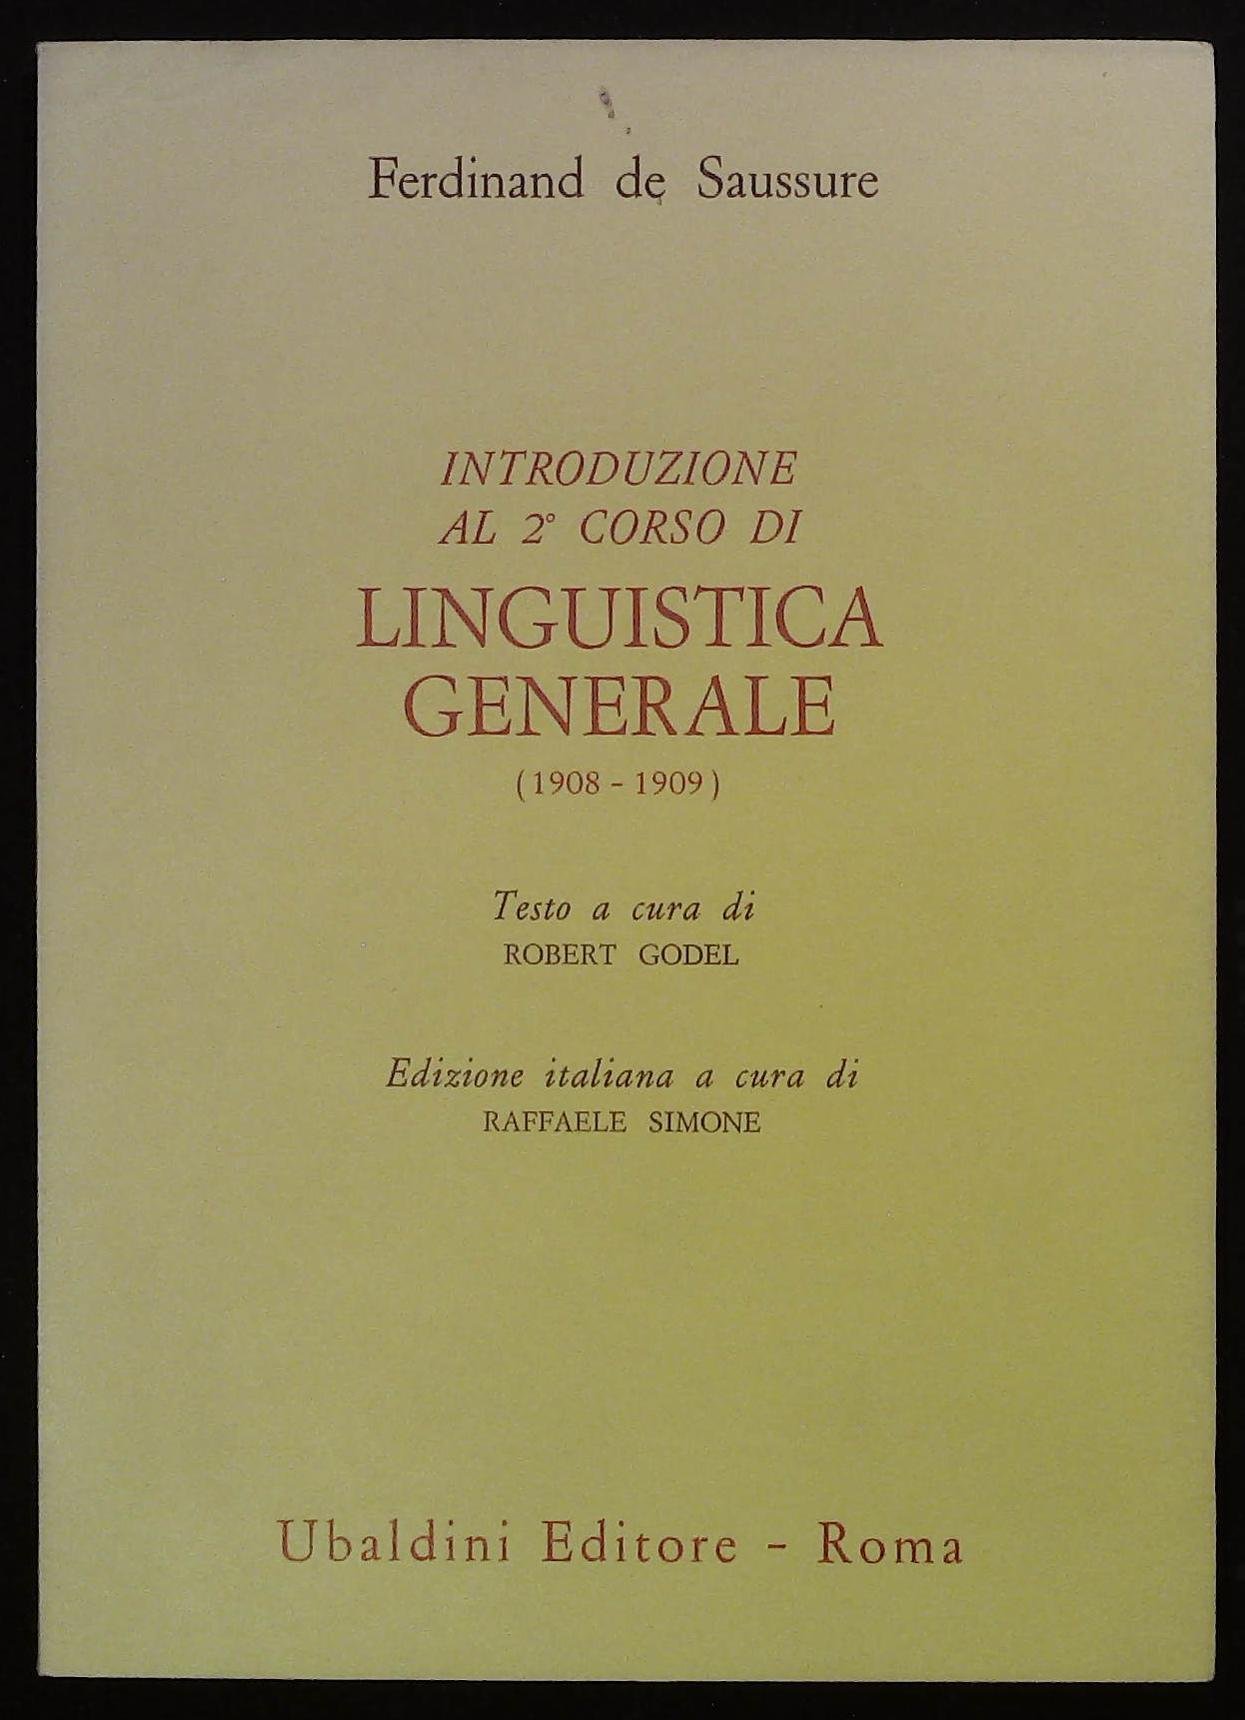 Ferdinand de Saussure
INTRODUZIONE
AL 2° CORSO DI
LINGUISTICA
GENERALE
(1908 - 1909)
Testo a cura di
ROBERT GODEL
Edizione italiana a cura di
RAFFAELE SIMONE
Ubaldini Editore - Roma